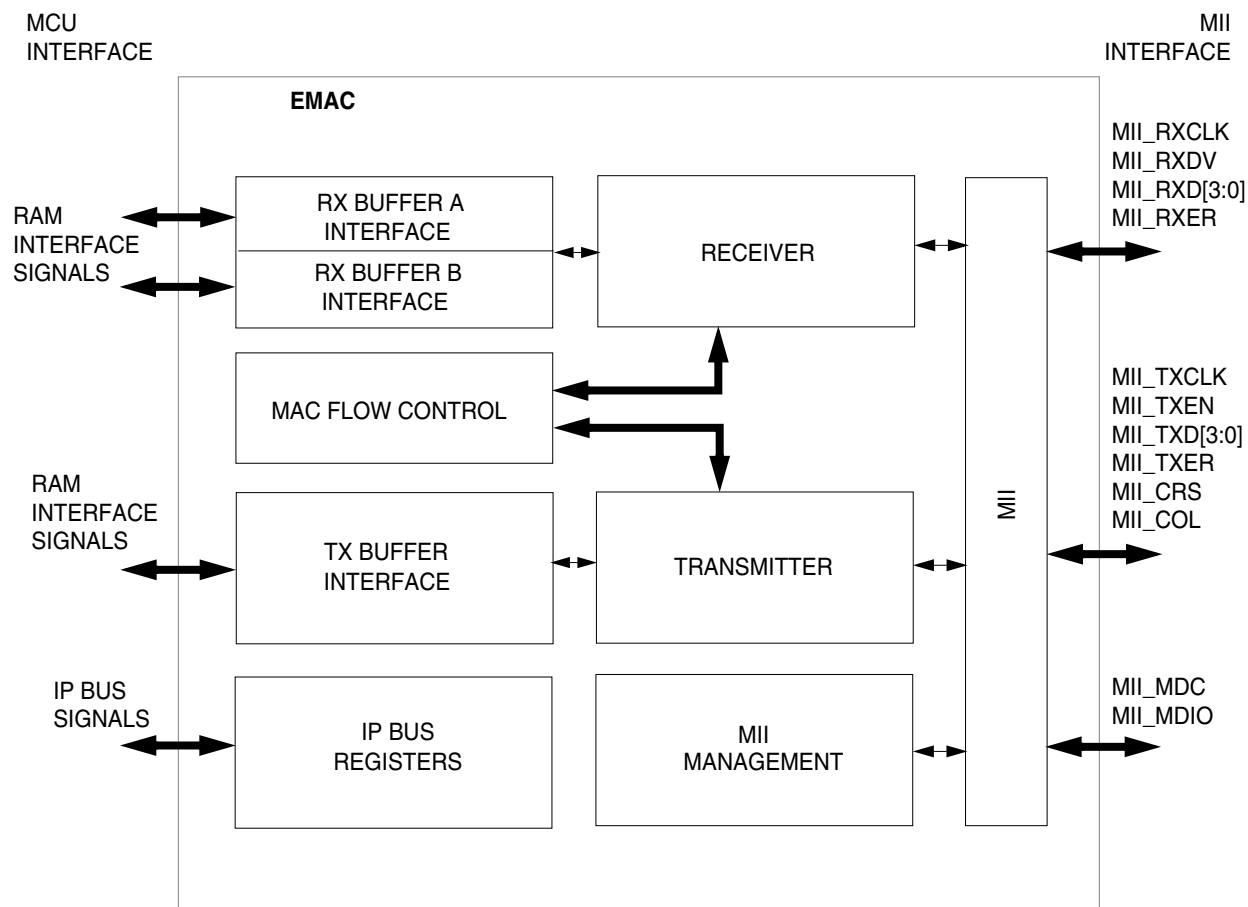 MCU
INTERFACE
MII
INTERFACE
EMAC
RAM
INTERFACE
SIGNALS
RX BUFFER A
INTERFACE
RX BUFFER B
INTERFACE
RECEIVER
MII_RXCLK
MII_RXDV
MII_RXD[3:0]
MII_RXER
MAC FLOW CONTROL
RAM
INTERFACE
SIGNALS
TX BUFFER
INTERFACE
TRANSMITTER
MII
MII_TXCLK
MII_TXEN
MII_TXD[3:0]
MII_TXER
MII_CRS
MII_COL
IP BUS
SIGNALS
IP BUS
REGISTERS
MII
MANAGEMENT
MII_MDC
MII_MDIO